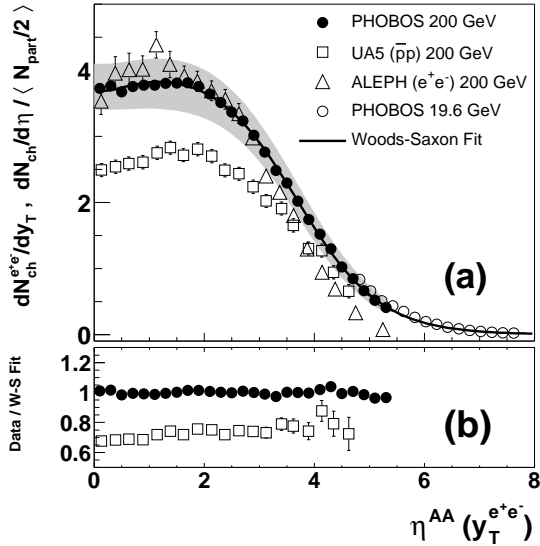 dN_ch^{e+e-}/dy_T , dN_ch/dη / ⟨ N_part/2 ⟩
4
2
0
PHOBOS 200 GeV
UA5 (p̅p) 200 GeV
ALEPH (e⁺e⁻) 200 GeV
PHOBOS 19.6 GeV
Woods-Saxon Fit
(a)
Data / W-S Fit
1.2
1
0.8
0.6
(b)
0 2 4 6 8
η^{AA} (y_T^{e+e-})